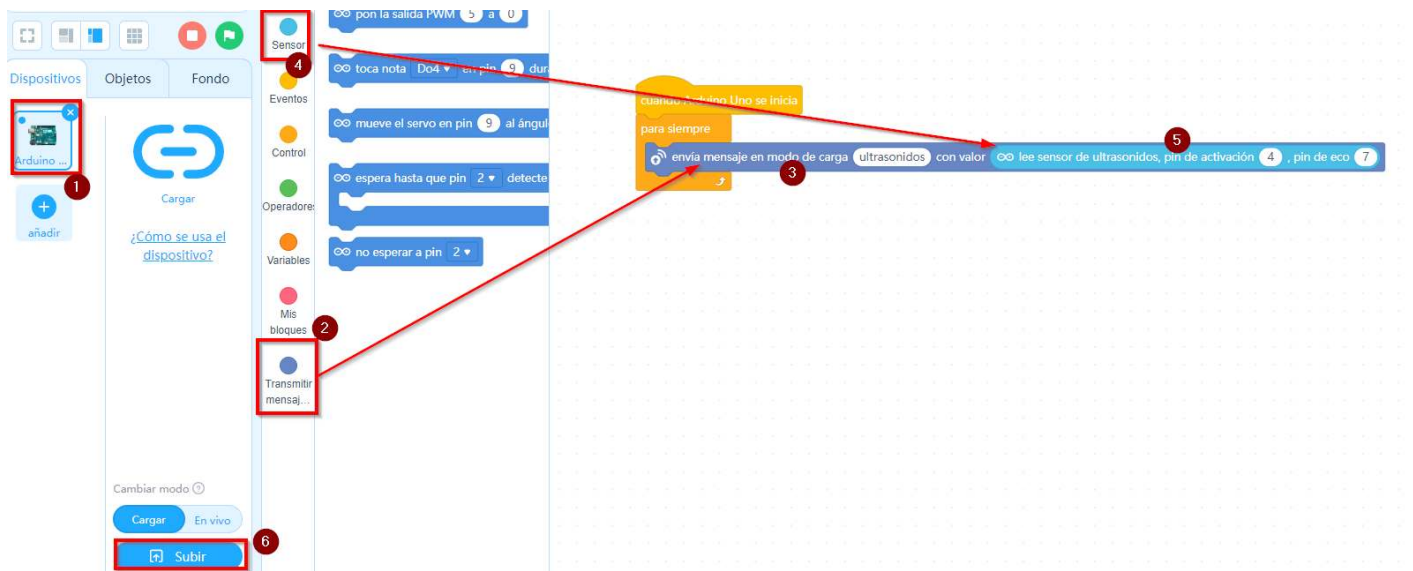 Dispositivos Objetos Fondo
Arduino ...
1
añadir
Cargar
¿Cómo se usa el
dispositivo?
Cambiar modo ?
Cargar En vivo
Subir
6
Sensor
4
Eventos
Control
Operadores
Variables
Mis
bloques
2
Transmitir
mensaj...
pon la salida PWM 5 a 0
toca nota Do4 en pin 9 dur
mueve el servo en pin 9 al ángul
espera hasta que pin 2 detecte
no esperar a pin 2
cuando Arduino Uno se inicia
para siempre
5
envía mensaje en modo de carga ultrasonidos con valor lee sensor de ultrasonidos, pin de activación 4 , pin de eco 7
3